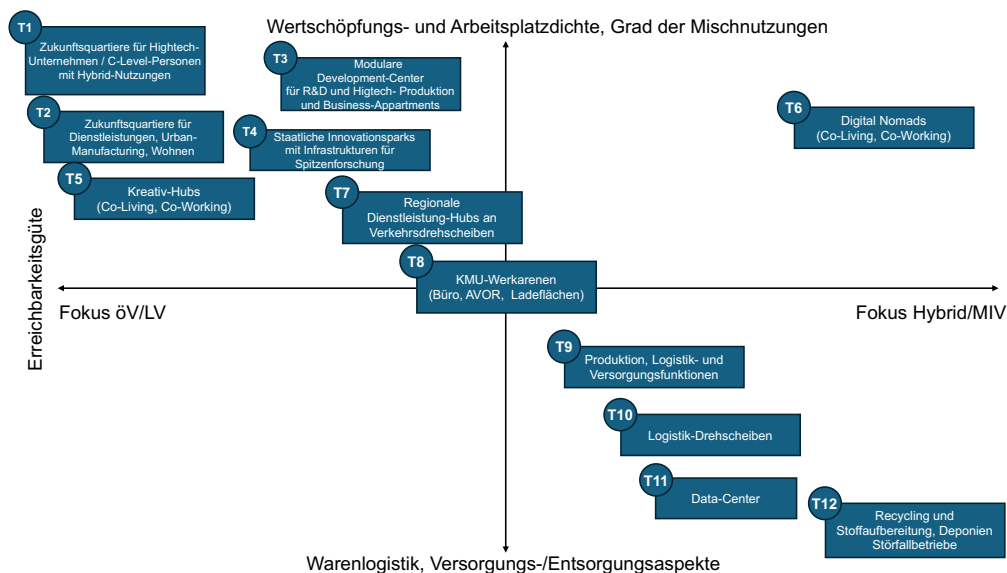 Wertschöpfungs- und Arbeitsplatzdichte, Grad der Mischnutzungen
T1
Zukunftsquartiere für Hightech-
Unternehmen / C-Level-Personen
mit Hybrid-Nutzungen
T3
Modulare
Development-Center
für R&D und Higtech- Produktion
und Business-Appartments
T2
Zukunftsquartiere für
Dienstleistungen, Urban-
Manufacturing, Wohnen
T4
Staatliche Innovationsparks
mit Infrastrukturen für
Spitzenforschung
T6
Digital Nomads
(Co-Living, Co-Working)
T5
Kreativ-Hubs
(Co-Living, Co-Working)
T7
Regionale
Dienstleistung-Hubs an
Verkehrsdrehscheiben
T8
KMU-Werkarenen
(Büro, AVOR, Ladeflächen)
Erreichbarkeitsgüte
Fokus öV/LV
Fokus Hybrid/MIV
T9
Produktion, Logistik- und
Versorgungsfunktionen
T10
Logistik-Drehscheiben
T11
Data-Center
T12
Recycling und
Stoffaufbereitung, Deponien
Störfallbetriebe
Warenlogistik, Versorgungs-/Entsorgungsaspekte